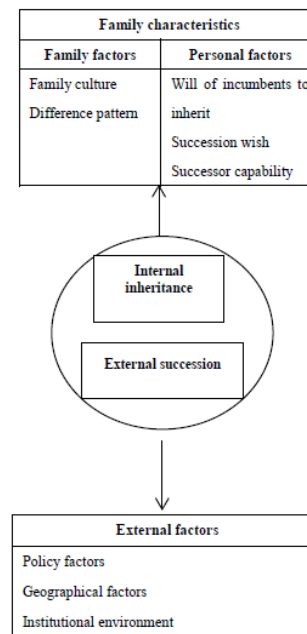 Family characteristics
Family factors
Personal factors
Family culture
Difference pattern
Will of incumbents to
inherit
Succession wish
Successor capability
Internal
inheritance
External succession
External factors
Policy factors
Geographical factors
Institutional environment